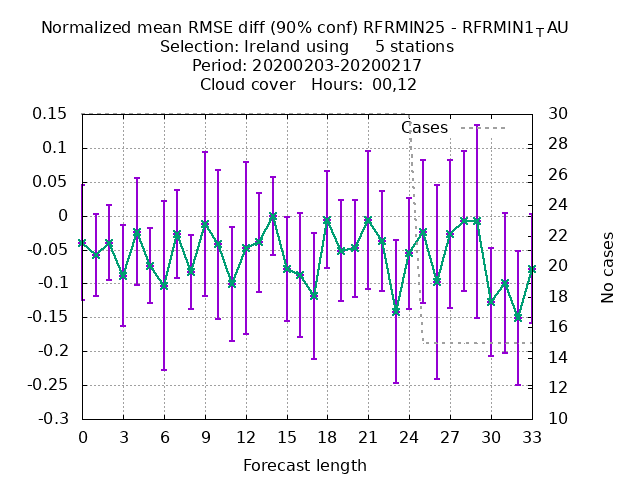 Normalized mean RMSE diff (90% conf) RFRMIN25 - RFRMIN1_TAU
Selection: Ireland using 5 stations
Period: 20200203-20200217
Cloud cover Hours: 00,12
Cases
0.15
0.1
0.05
0
-0.05
-0.1
-0.15
-0.2
-0.25
-0.3
30
28
26
24
22
20
18
16
14
12
10
No cases
0 3 6 9 12 15 18 21 24 27 30 33
Forecast length